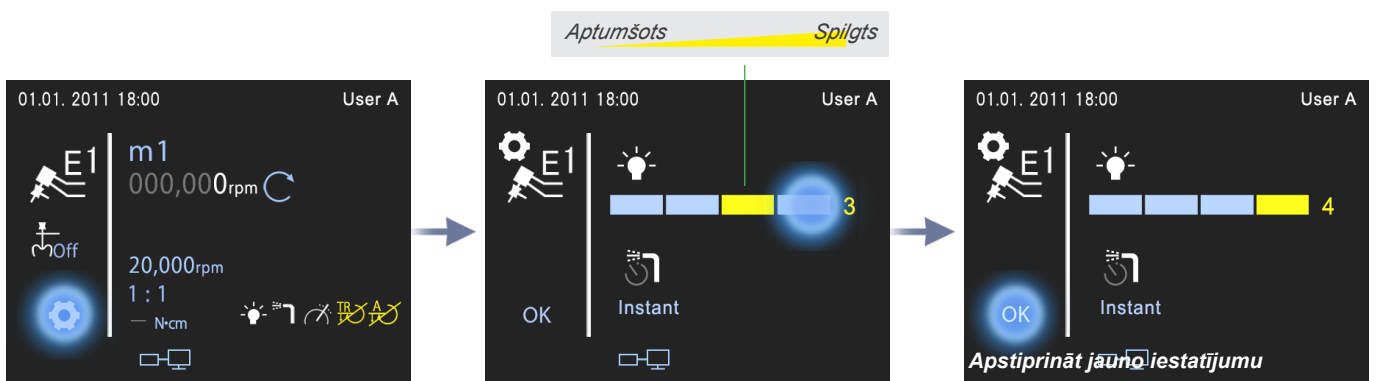 Aptumšots Spilgts
01.01. 2011 18:00 User A
E1
m1
000,000rpm
Off
20,000rpm
1 : 1
— N•cm
TR
A
01.01. 2011 18:00 User A
E1
3
OK
Instant
01.01. 2011 18:00 User A
E1
4
OK
Instant
Apstiprināt jauno iestatījumu